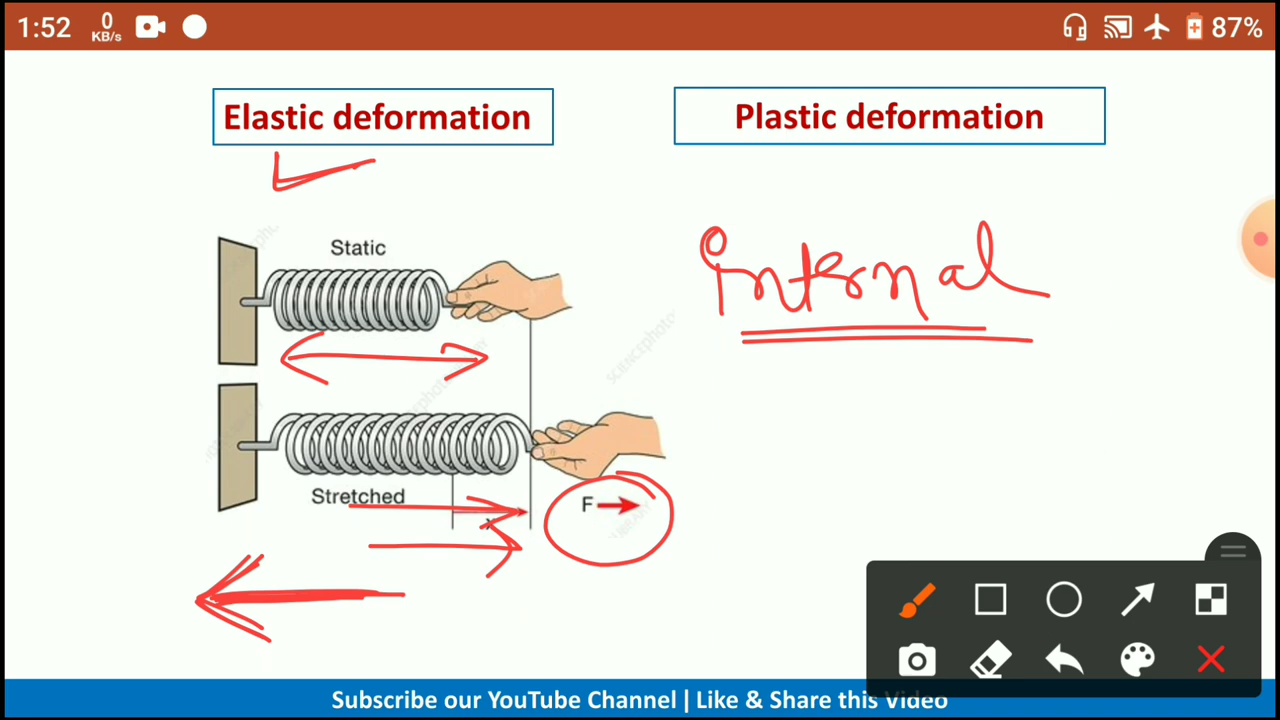 1:52 0 KB/s 87%
Elastic deformation Plastic deformation
Static
internal
Stretched
F
x
Subscribe our YouTube Channel | Like & Share this Video